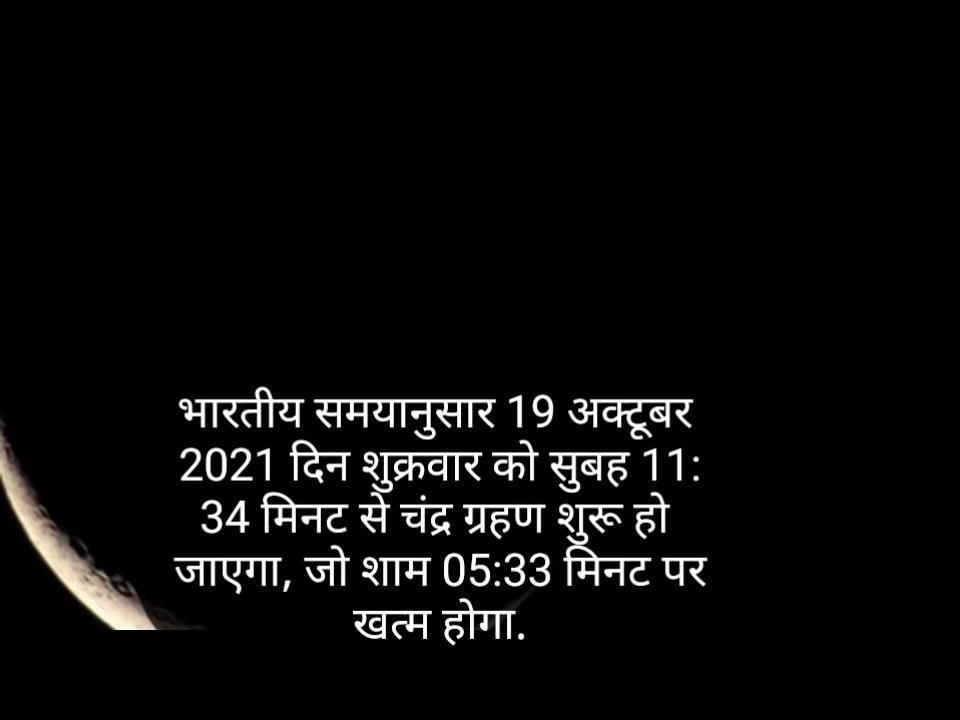 भारतीय समयानुसार 19 अक्टूबर
2021 दिन शुक्रवार को सुबह 11:
34 मिनट से चंद्र ग्रहण शुरू हो
जाएगा, जो शाम 05:33 मिनट पर
खत्म होगा.